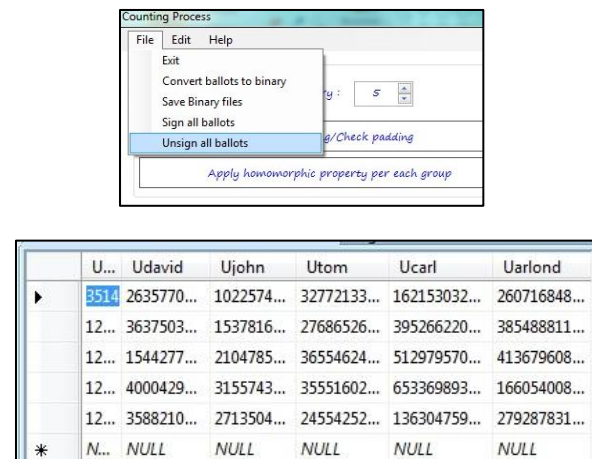 Counting Process
File Edit Help
Exit
Convert ballots to binary
Save Binary files
Sign all ballots
Unsign all ballots
5
/Check padding
Apply homomorphic property per each group
U... Udavid Ujohn Utom Ucarl Uarlond
3514 2635770... 1022574... 32772133... 162153032... 260716848...
12... 3637503... 1537816... 27686526... 395266220... 385488811...
12... 1544277... 2104785... 36554624... 512979570... 413679608...
12... 4000429... 3155743... 35551602... 653369893... 166054008...
12... 3588210... 2713504... 24554252... 136304759... 279287831...
N... NULL NULL NULL NULL NULL